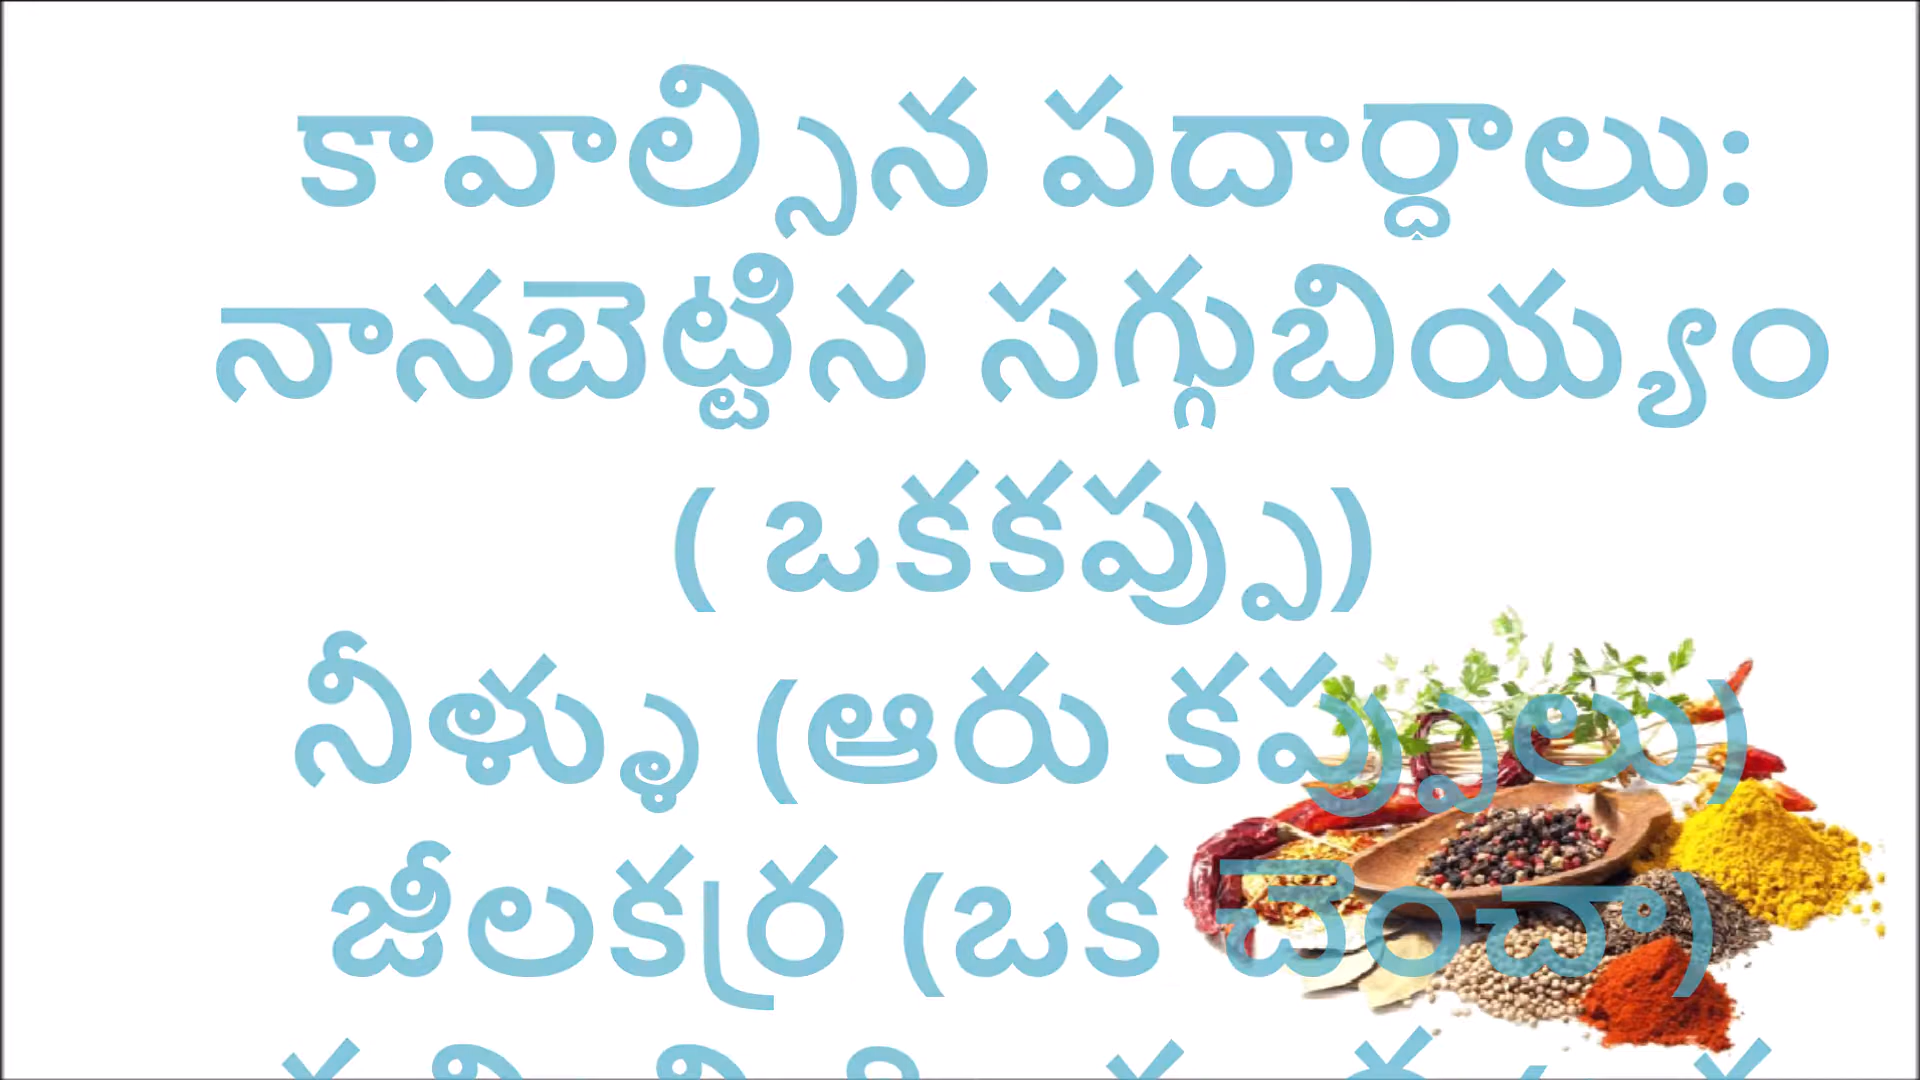 కావాల్సిన పదార్ధాలు:
నానబెట్టిన సగ్గుబియ్యం
( ఒకకప్పు)
నీళ్ళు (ఆరు కప్పులు)
జీలకర్ర (ఒక చెంచా)